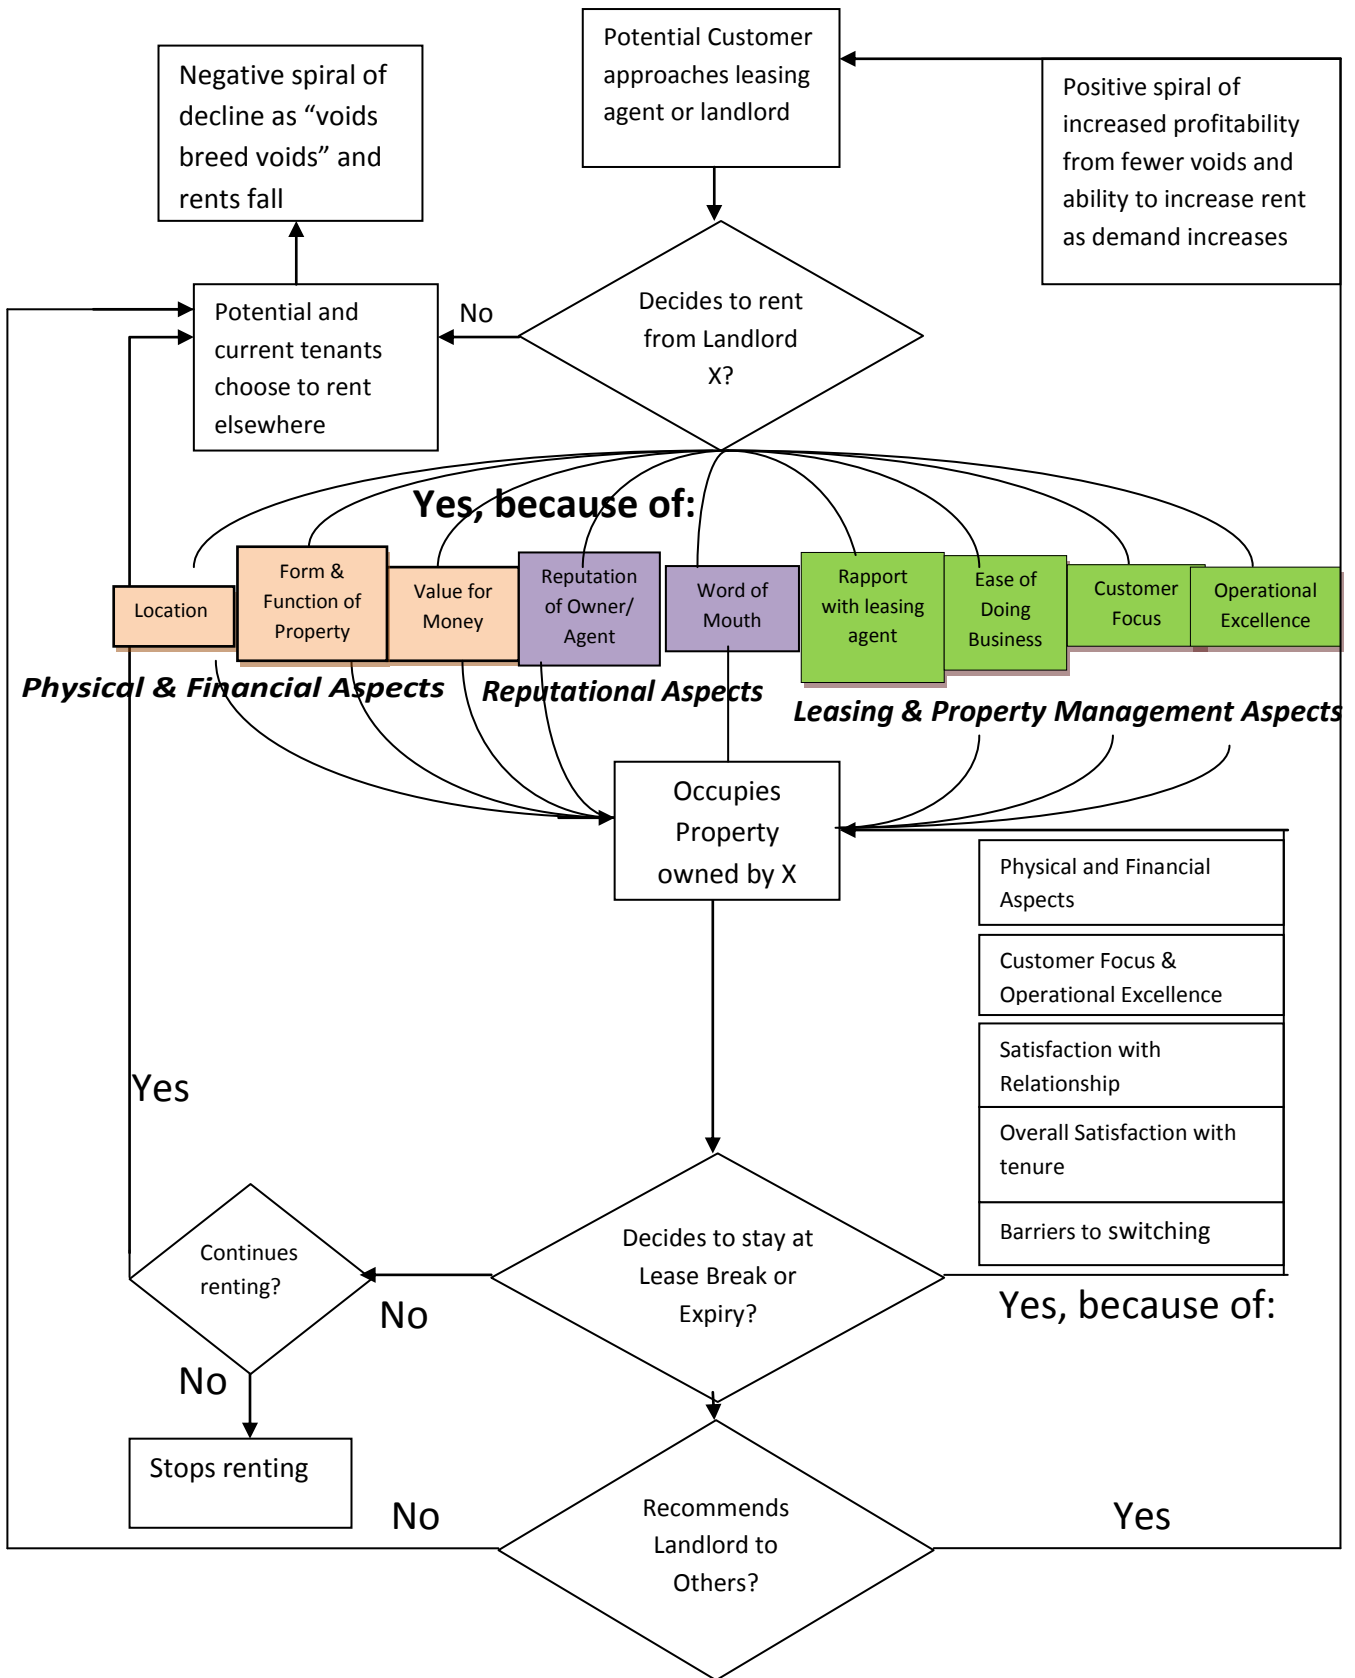 Potential Customer
approaches leasing
agent or landlord
Negative spiral of
decline as “voids
breed voids” and
rents fall
Positive spiral of
increased profitability
from fewer voids and
ability to increase rent
as demand increases
Decides to rent
from Landlord
X?
No
Potential and
current tenants
choose to rent
elsewhere
Yes, because of:
Location
Form &
Function of
Property
Value for
Money
Reputation
of Owner/
Agent
Word of
Mouth
Rapport
with leasing
agent
Ease of
Doing
Business
Customer
Focus
Operational
Excellence
Physical & Financial Aspects
Reputational Aspects
Leasing & Property Management Aspects
Occupies
Property
owned by X
Physical and Financial
Aspects
Customer Focus &
Operational Excellence
Satisfaction with
Relationship
Overall Satisfaction with
tenure
Barriers to switching
Yes
Continues
renting?
No
Decides to stay at
Lease Break or
Expiry?
Yes, because of:
No
Stops renting
No
Recommends
Landlord to
Others?
Yes